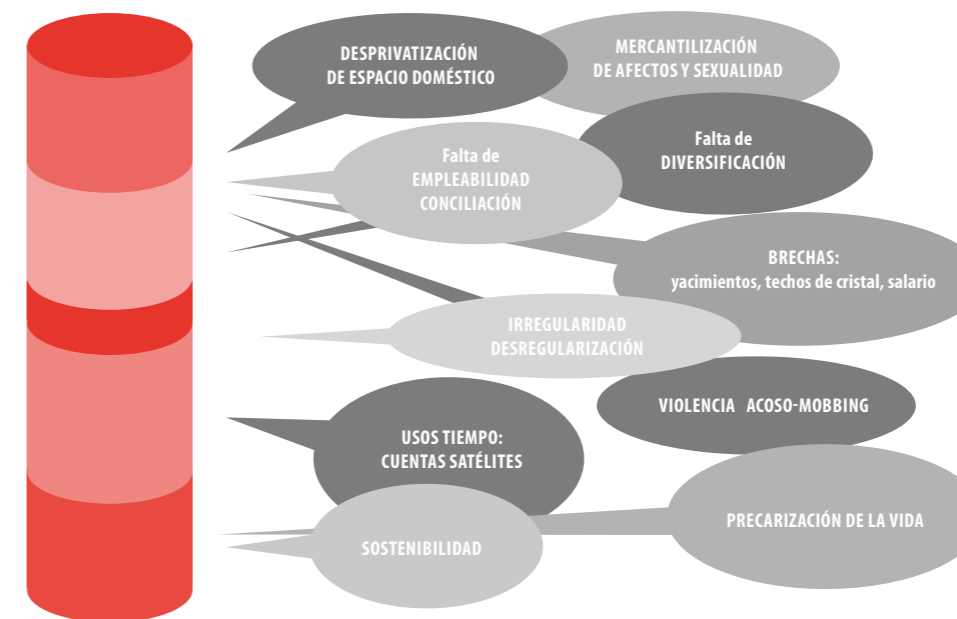 DESPRIVATIZACIÓN
DE ESPACIO DOMÉSTICO
MERCANTILIZACIÓN
DE AFECTOS Y SEXUALIDAD
Falta de
EMPLEABILIDAD
CONCILIACIÓN
Falta de
DIVERSIFICACIÓN
BRECHAS:
yacimientos, techos de cristal, salario
IRREGULARIDAD
DESREGULARIZACIÓN
VIOLENCIA ACOSO-MOBBING
USOS TIEMPO:
CUENTAS SATÉLITES
PRECARIZACIÓN DE LA VIDA
SOSTENIBILIDAD